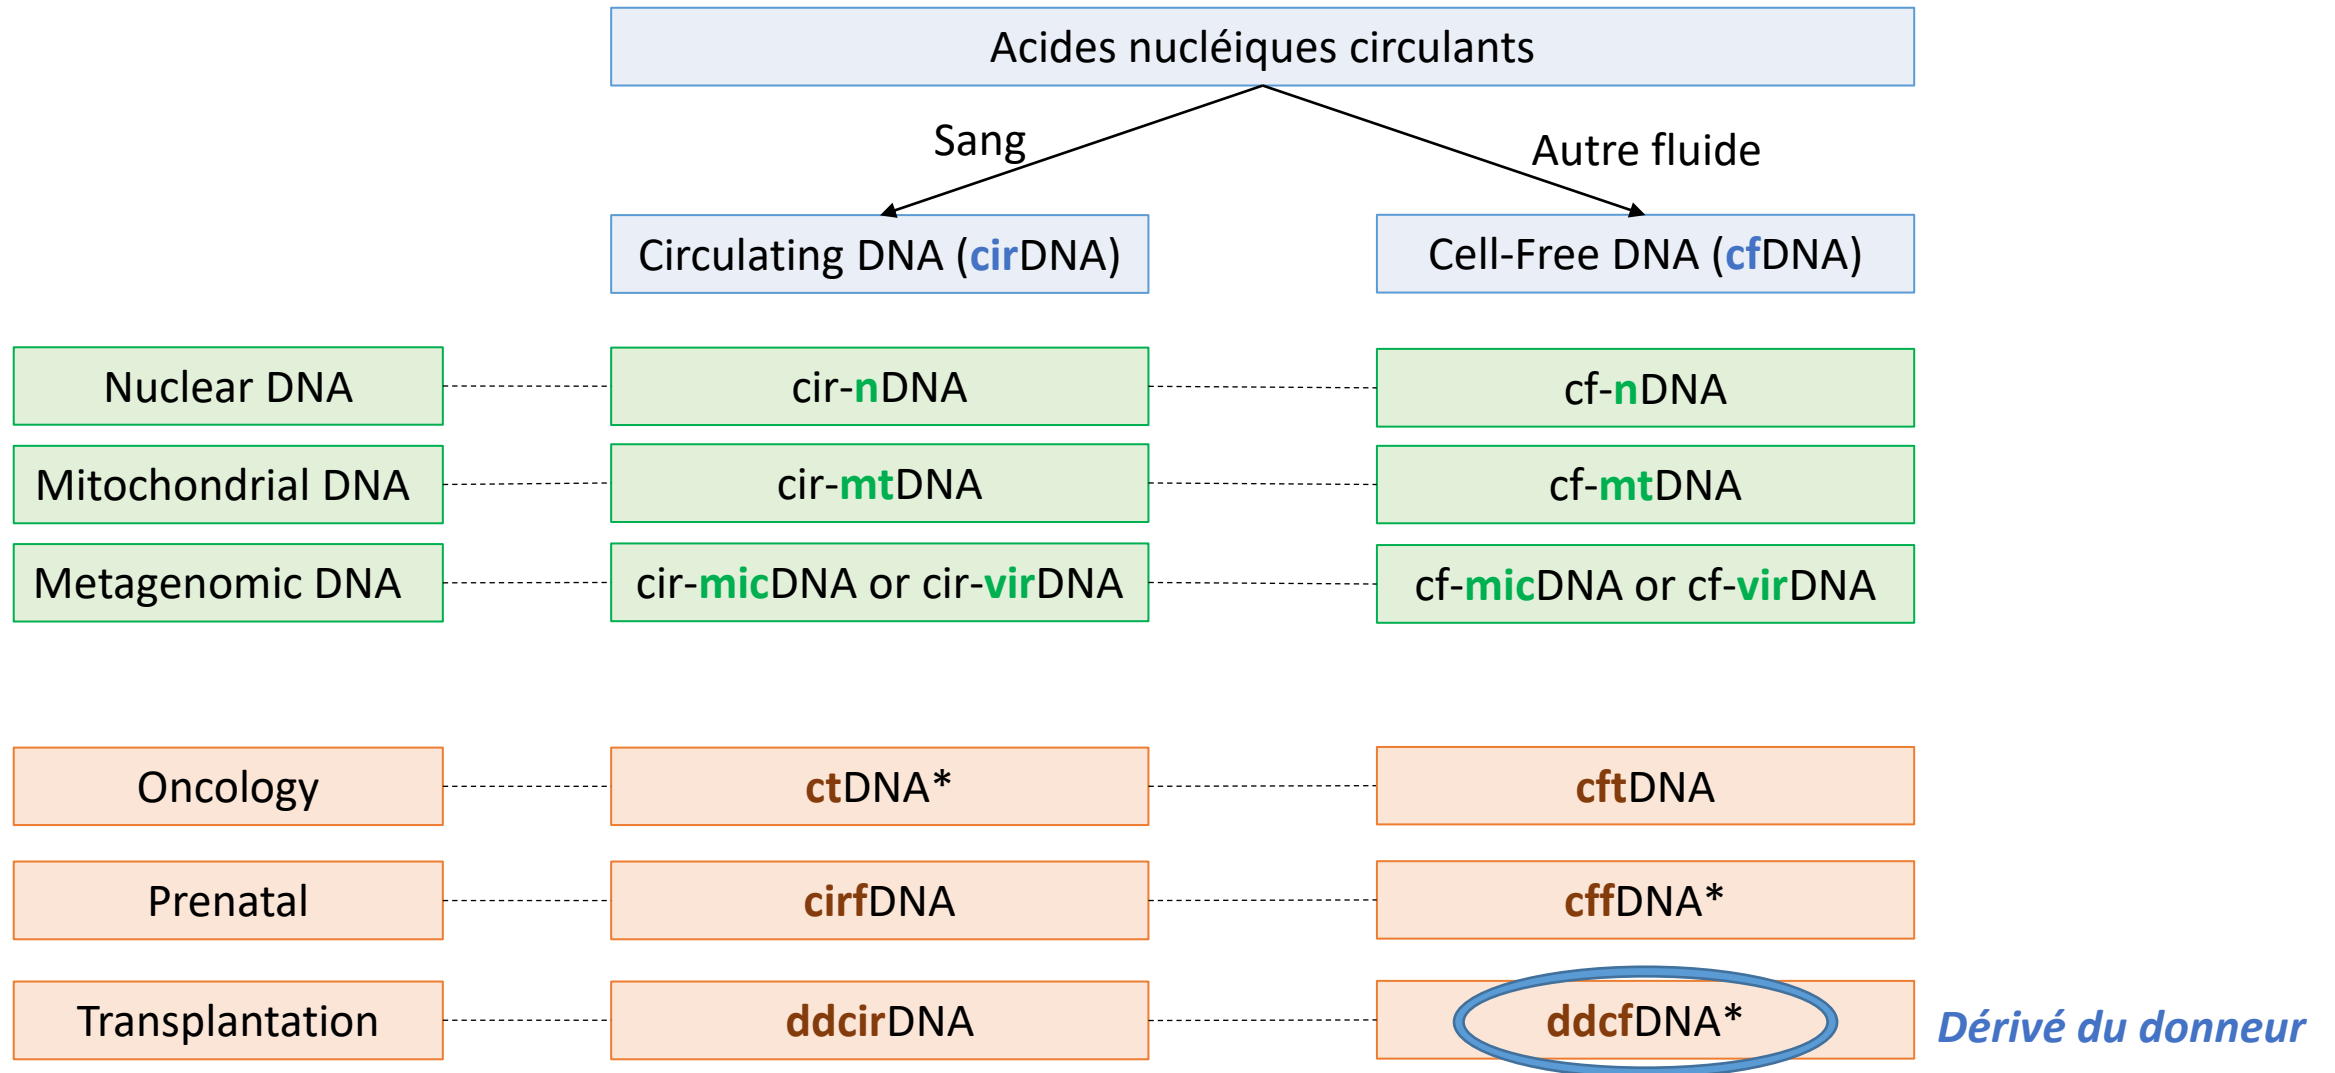 Acides nucléiques circulants
Sang
Autre fluide
Circulating DNA (cirDNA)
Cell-Free DNA (cfDNA)
Nuclear DNA
cir-nDNA
cf-nDNA
Mitochondrial DNA
cir-mtDNA
cf-mtDNA
Metagenomic DNA
cir-micDNA or cir-virDNA
cf-micDNA or cf-virDNA
Oncology
ctDNA*
cftDNA
Prenatal
cirfDNA
cffDNA*
Transplantation
ddcirDNA
ddcfDNA*
Dérivé du donneur